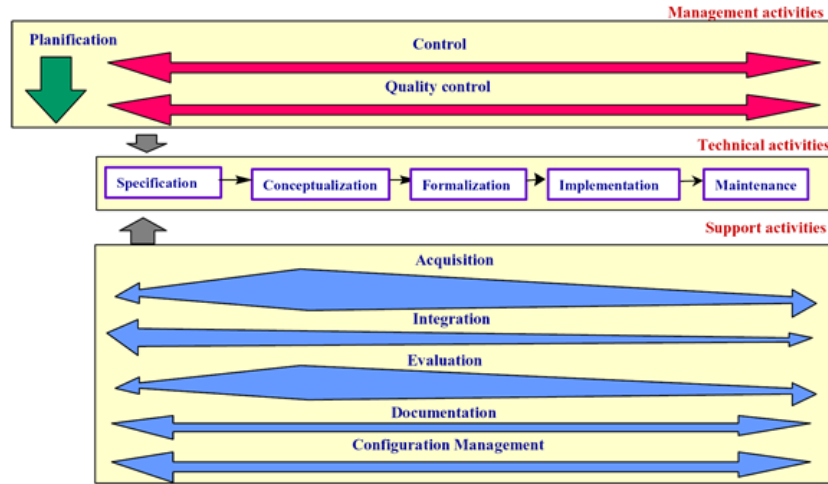 Management activities
Planification
Control
Quality control
Technical activities
Specification
Conceptualization
Formalization
Implementation
Maintenance
Support activities
Acquisition
Integration
Evaluation
Documentation
Configuration Management